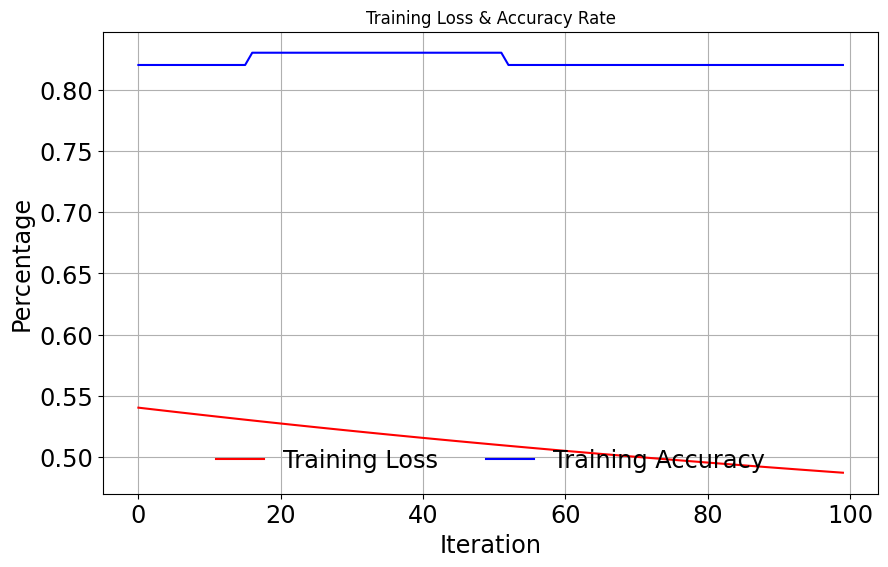 Training Loss & Accuracy Rate
0.80
0.75
0.70
0.65
0.60
0.55
0.50
Percentage
Training Loss Training Accuracy
0 20 40 60 80 100
Iteration